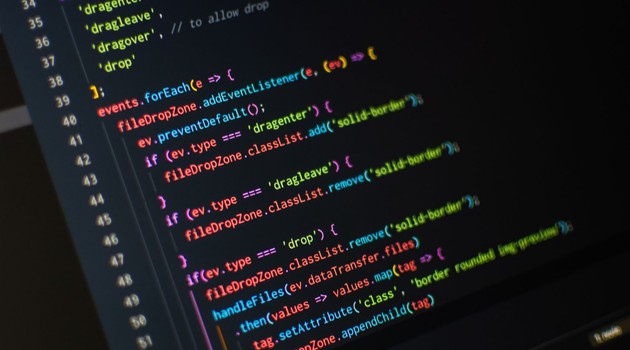 34 'dragenter',
35 'dragleave',
36 'dragover', // to allow drop
37 'drop'
38 ];
39 events.forEach(e => {
40 fileDropZone.addEventListener(e, (ev) => {
41 ev.preventDefault();
42 if (ev.type === 'dragenter') {
43 fileDropZone.classList.add('solid-border');
44 }
45 if (ev.type === 'dragleave') {
46 fileDropZone.classList.remove('solid-border');
47 }
48 if(ev.type === 'drop') {
49 fileDropZone.classList.remove('solid-border');
50 handleFiles(ev.dataTransfer.files)
51 .then(values => values.map(tag => {
tag.setAttribute('class', 'border rounded img-preview');
pZone.appendChild(tag)